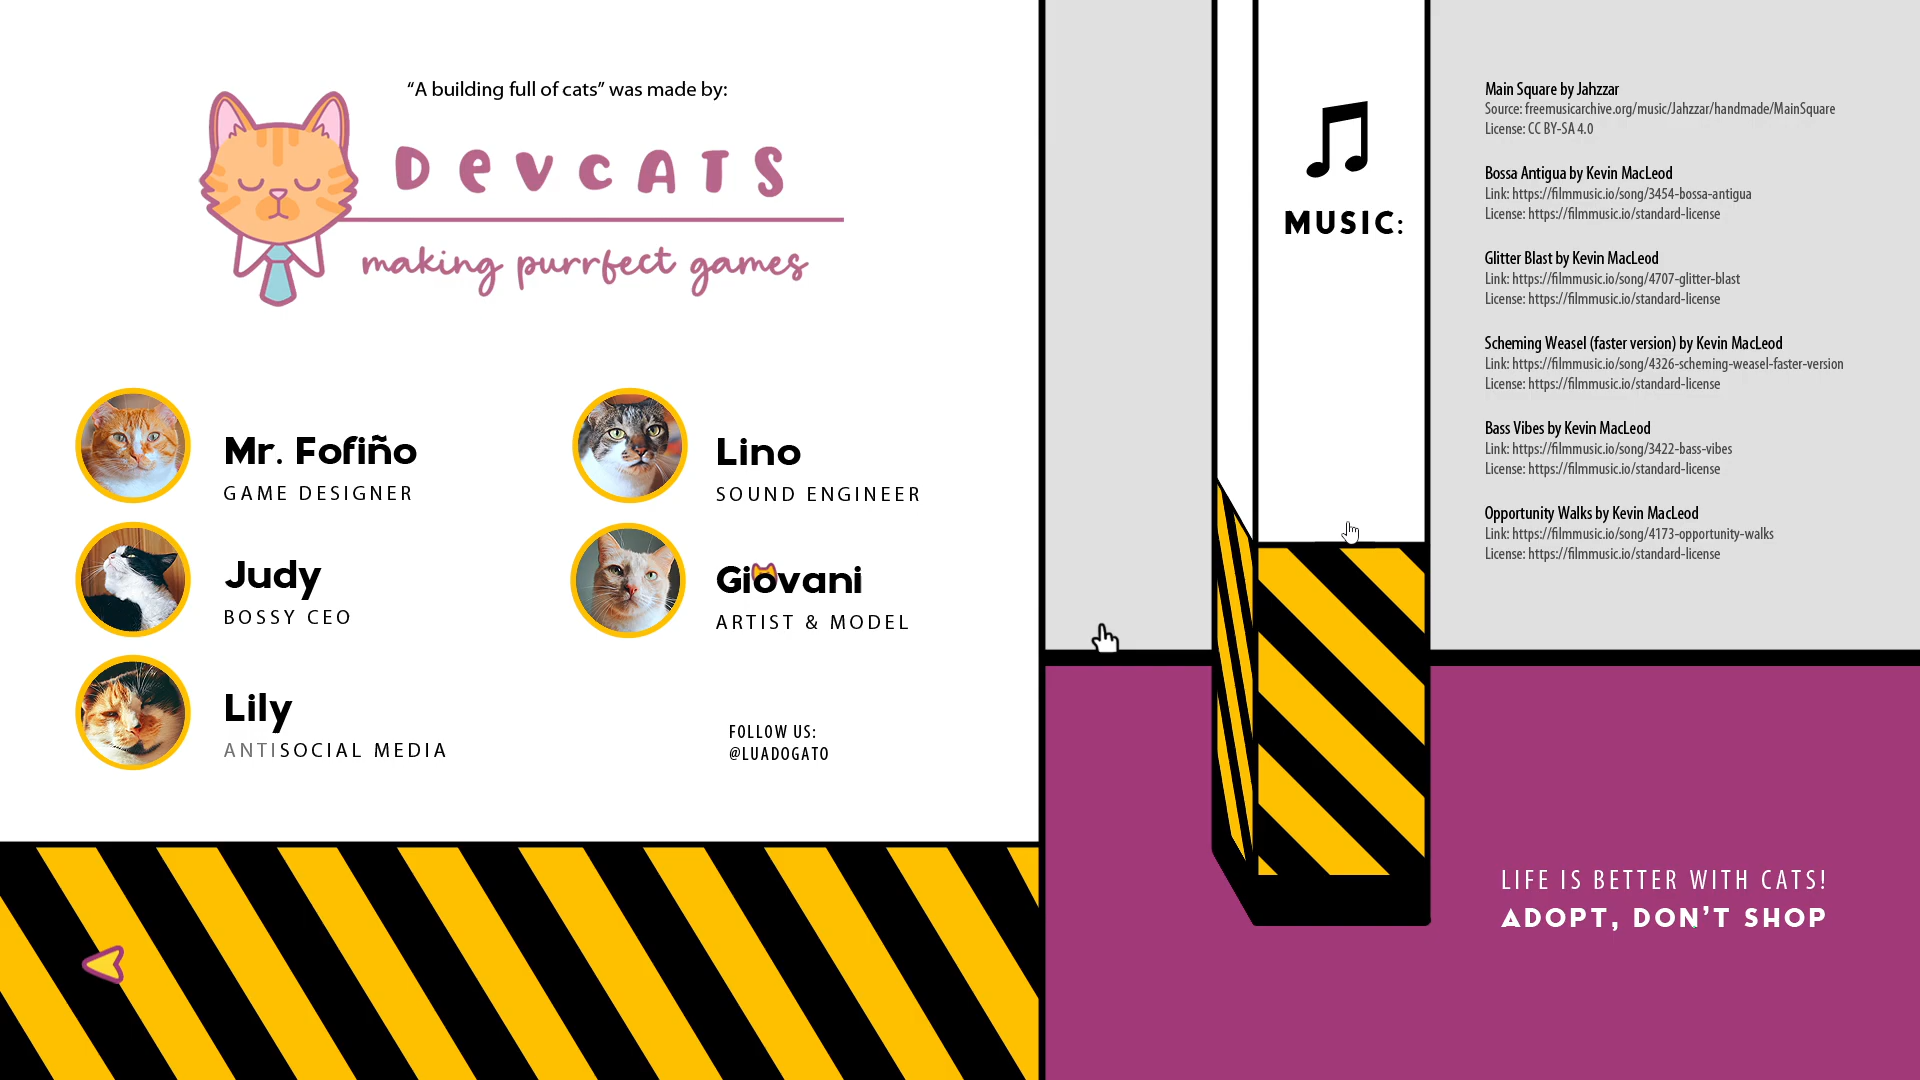 “A building full of cats” was made by:
DevcATS
making purrfect games
Mr. Fofiño
GAME DESIGNER
Judy
BOSSY CEO
Lily
ANTISOCIAL MEDIA
Lino
SOUND ENGINEER
Giovani
ARTIST & MODEL
FOLLOW US:
@LUADOGATO
MUSIC:
Main Square by Jahzzar
Source: freemusicarchive.org/music/Jahzzar/handmade/MainSquare
License: CC BY-SA 4.0
Bossa Antigua by Kevin MacLeod
Link: https://filmmusic.io/song/3454-bossa-antigua
License: https://filmmusic.io/standard-license
Glitter Blast by Kevin MacLeod
Link: https://filmmusic.io/song/4707-glitter-blast
License: https://filmmusic.io/standard-license
Scheming Weasel (faster version) by Kevin MacLeod
Link: https://filmmusic.io/song/4326-scheming-weasel-faster-version
License: https://filmmusic.io/standard-license
Bass Vibes by Kevin MacLeod
Link: https://filmmusic.io/song/3422-bass-vibes
License: https://filmmusic.io/standard-license
Opportunity Walks by Kevin MacLeod
Link: https://filmmusic.io/song/4173-opportunity-walks
License: https://filmmusic.io/standard-license
LIFE IS BETTER WITH CATS!
ADOPT, DON'T SHOP